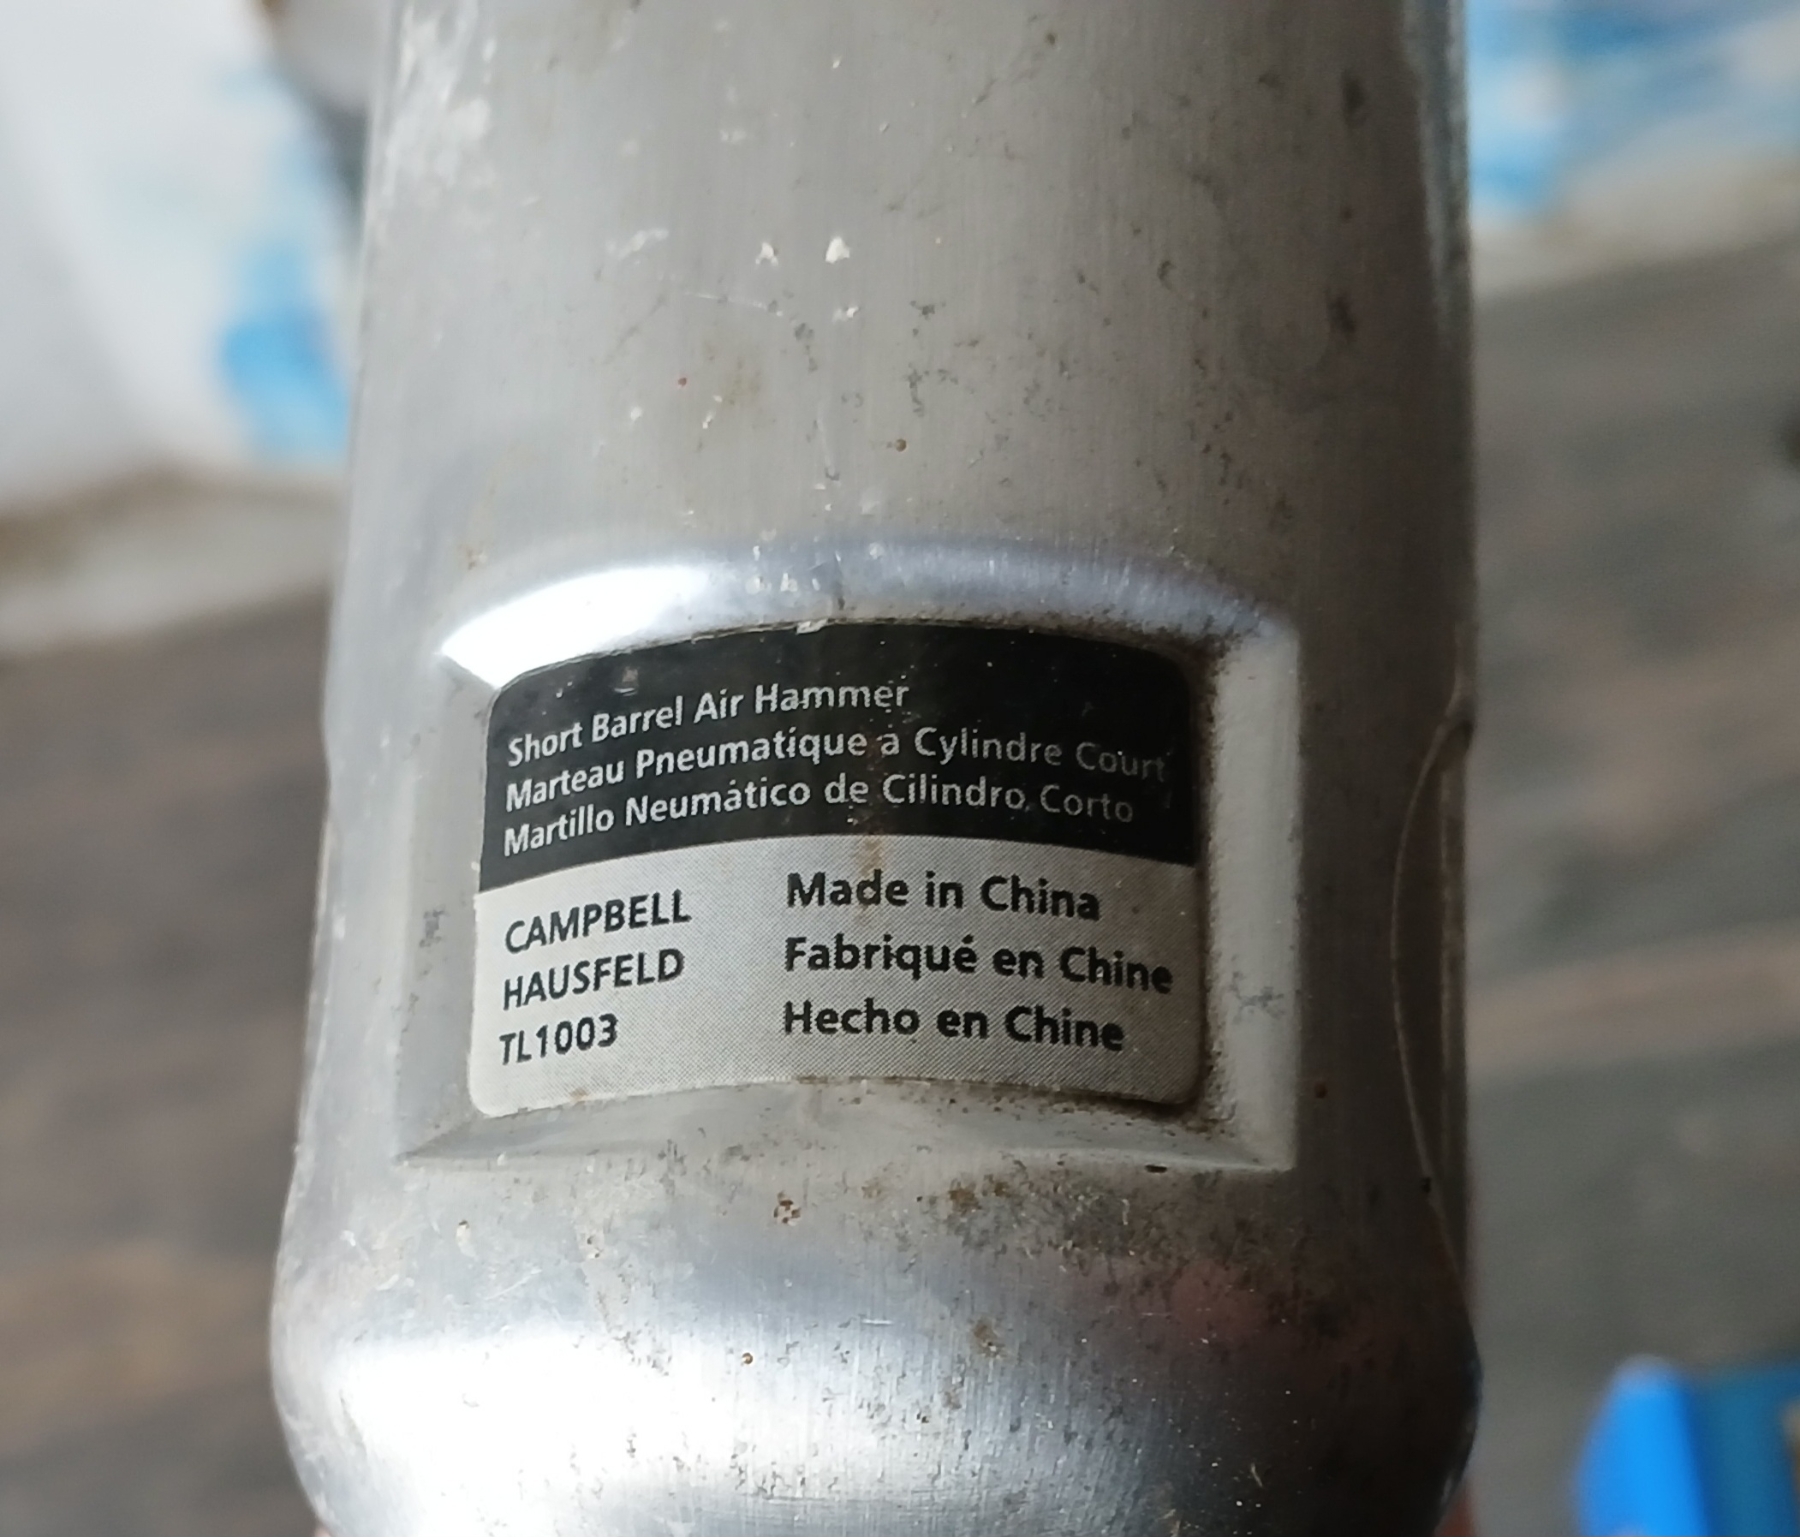 Short Barrel Air Hammer
Marteau Pneumatique à Cylindre Court
Martillo Neumático de Cilindro Corto
CAMPBELL
HAUSFELD
TL1003
Made in China
Fabriqué en Chine
Hecho en Chine